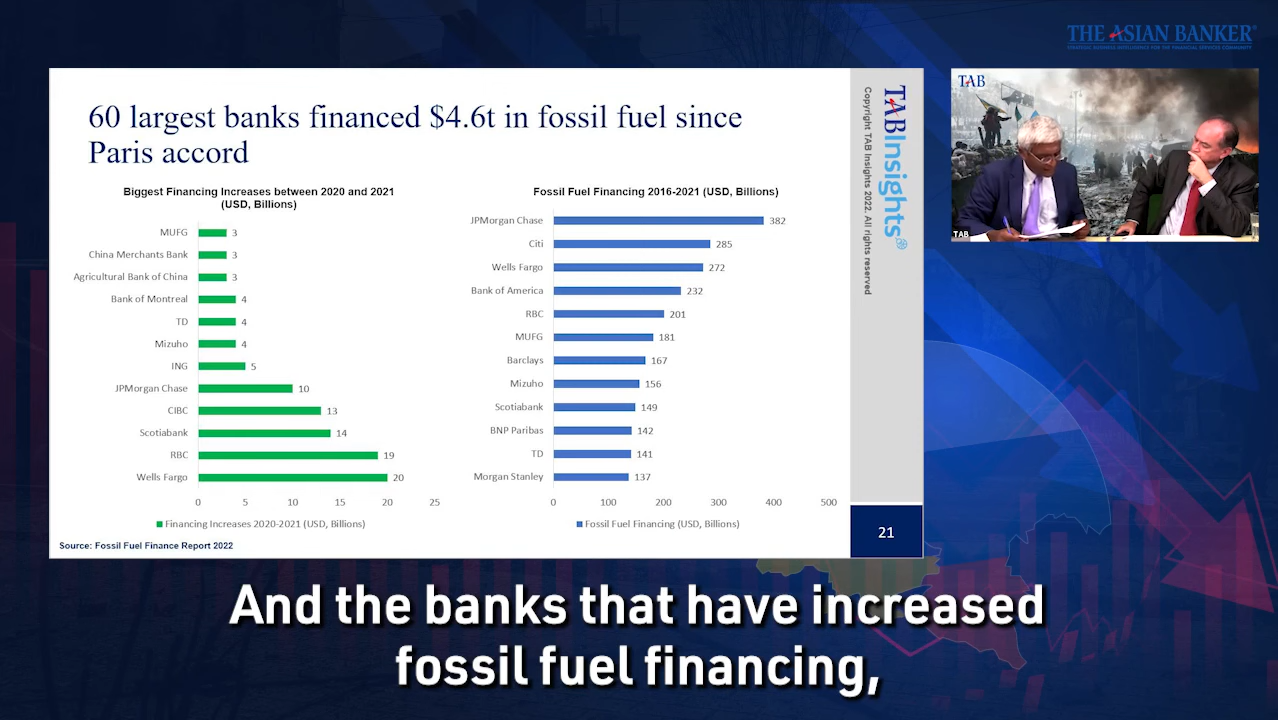 THE ASIAN BANKER®
STRATEGIC BUSINESS INTELLIGENCE FOR THE FINANCIAL SERVICES COMMUNITY
60 largest banks financed $4.6t in fossil fuel since
Paris accord
Biggest Financing Increases between 2020 and 2021
(USD, Billions)
MUFG 3
China Merchants Bank 3
Agricultural Bank of China 3
Bank of Montreal 4
TD 4
Mizuho 4
ING 5
JPMorgan Chase 10
CIBC 13
Scotiabank 14
RBC 19
Wells Fargo 20
0 5 10 15 20 25
Financing Increases 2020-2021 (USD, Billions)
Source: Fossil Fuel Finance Report 2022
Fossil Fuel Financing 2016-2021 (USD, Billions)
JPMorgan Chase 382
Citi 285
Wells Fargo 272
Bank of America 232
RBC 201
MUFG 181
Barclays 167
Mizuho 156
Scotiabank 149
BNP Paribas 142
TD 141
Morgan Stanley 137
0 100 200 300 400 500
Fossil Fuel Financing (USD, Billions)
TABInsights
Copyright TAB Insights 2022. All rights reserved
21
TAB
TAB
And the banks that have increased
fossil fuel financing,